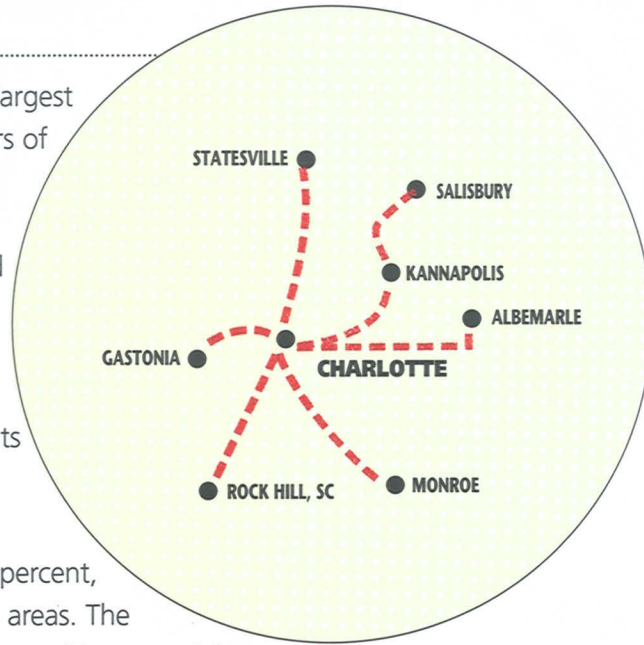 argest
rs of
STATESVILLE
SALISBURY
KANNAPOLIS
ALBEMARLE
GASTONIA
CHARLOTTE
ts
ROCK HILL, SC
MONROE
percent,
areas. The